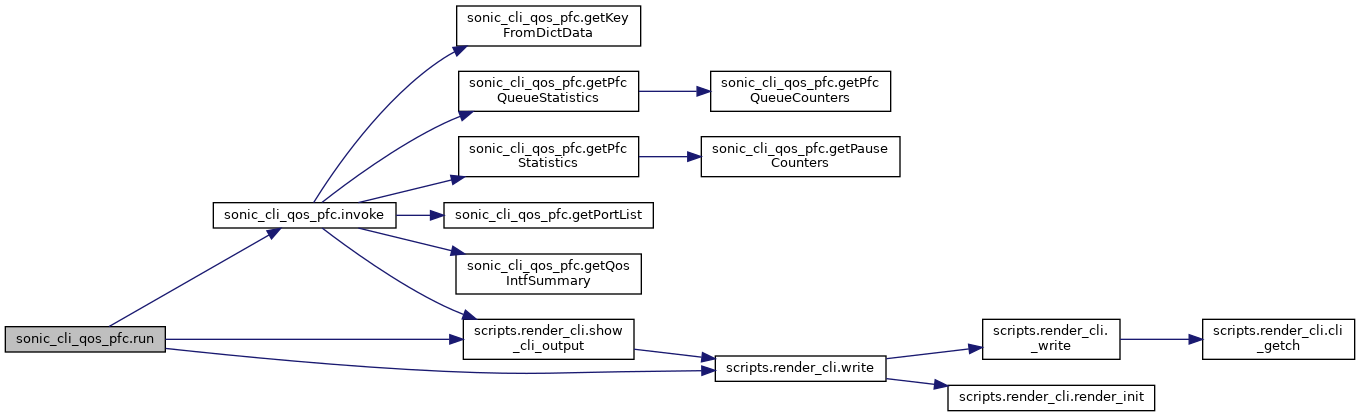 sonic_cli_qos_pfc.getKey
FromDictData
sonic_cli_qos_pfc.getPfc
QueueStatistics
sonic_cli_qos_pfc.getPfc
QueueCounters
sonic_cli_qos_pfc.getPfc
Statistics
sonic_cli_qos_pfc.getPause
Counters
sonic_cli_qos_pfc.invoke
sonic_cli_qos_pfc.getPortList
sonic_cli_qos_pfc.getQos
IntfSummary
sonic_cli_qos_pfc.run
scripts.render_cli.show
_cli_output
scripts.render_cli.write
scripts.render_cli.
_write
scripts.render_cli.cli
_getch
scripts.render_cli.render_init